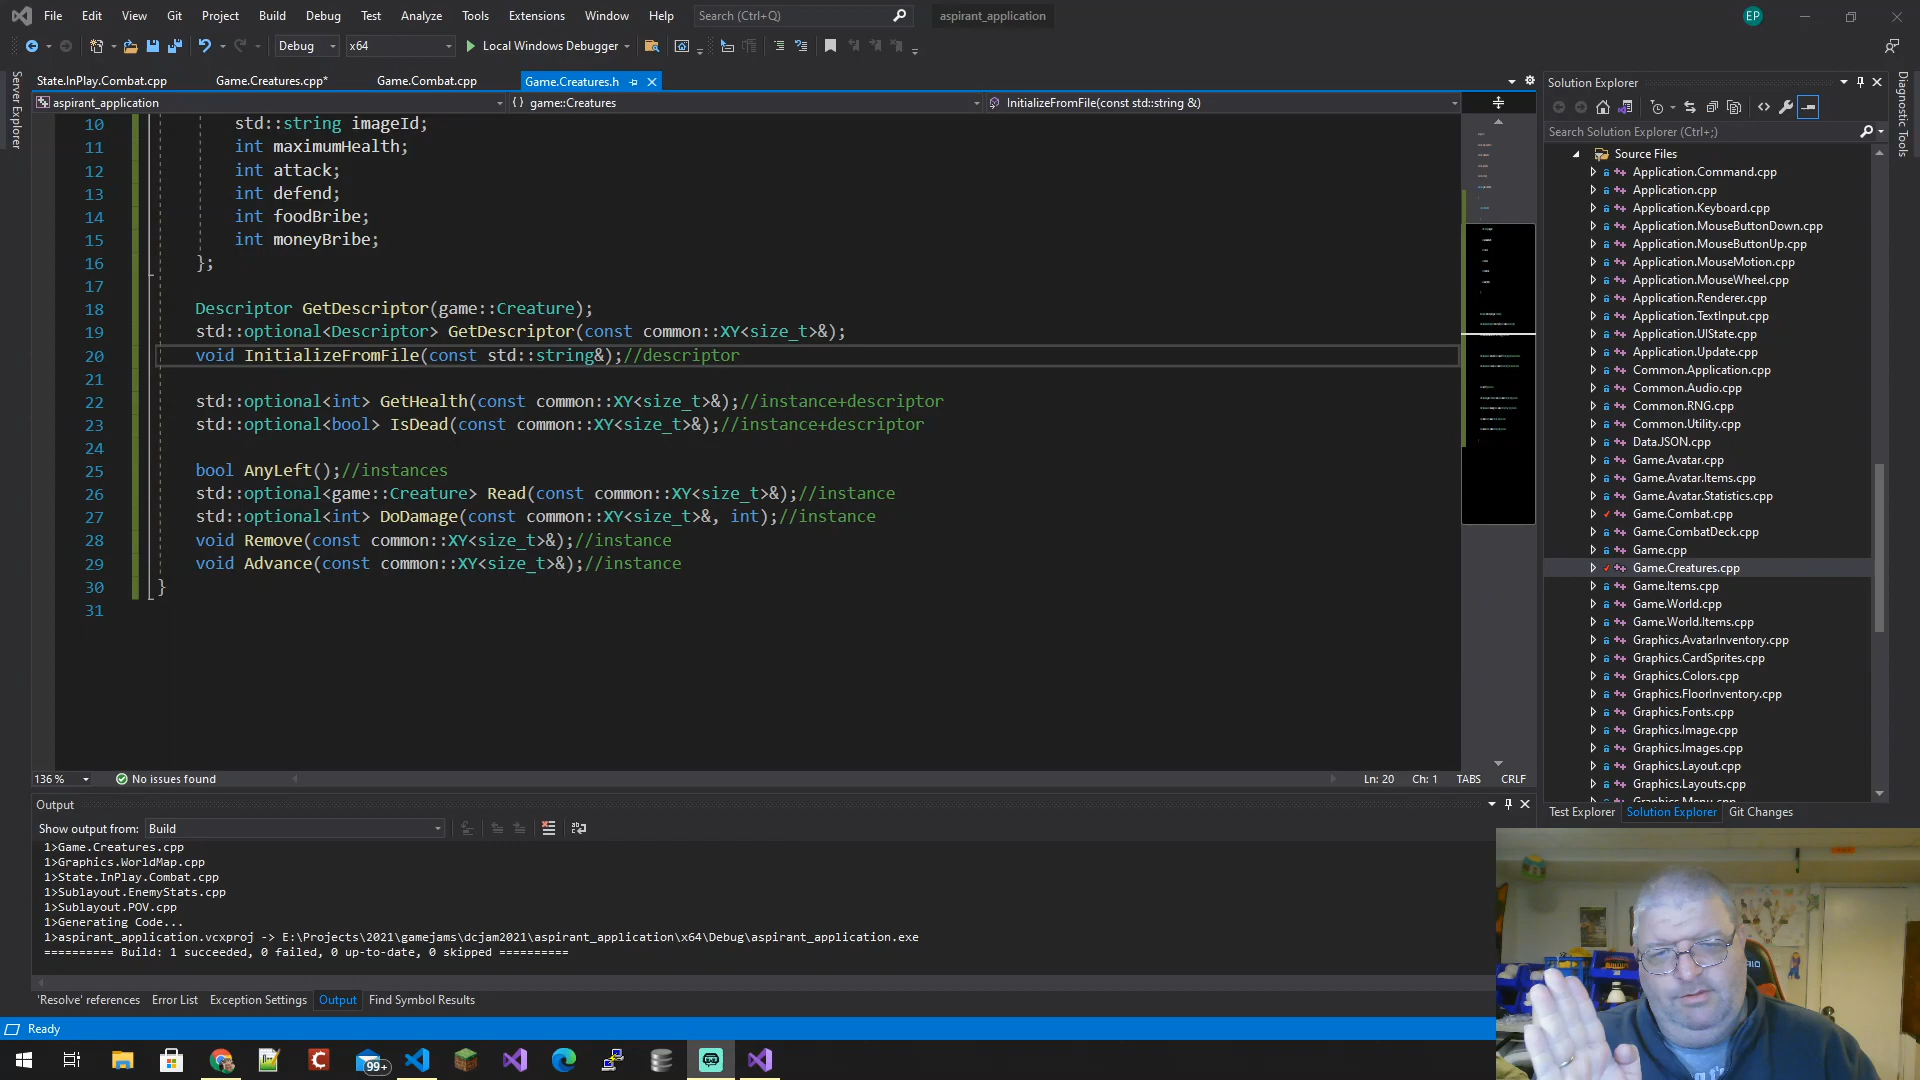 File Edit View Git Project Build Debug Test Analyze Tools Extensions Window Help Search (Ctrl+Q) aspirant_application EP
Debug x64 Local Windows Debugger
Server Explorer
State.InPlay.Combat.cpp Game.Creatures.cpp* Game.Combat.cpp Game.Creatures.h
aspirant_application {} game::Creatures InitializeFromFile(const std::string &)
10 std::string imageId;
11 int maximumHealth;
12 int attack;
13 int defend;
14 int foodBribe;
15 int moneyBribe;
16 };
17
18 Descriptor GetDescriptor(game::Creature);
19 std::optional<Descriptor> GetDescriptor(const common::XY<size_t>&);
20 void InitializeFromFile(const std::string&);//descriptor
21
22 std::optional<int> GetHealth(const common::XY<size_t>&);//instance+descriptor
23 std::optional<bool> IsDead(const common::XY<size_t>&);//instance+descriptor
24
25 bool AnyLeft();//instances
26 std::optional<game::Creature> Read(const common::XY<size_t>&);//instance
27 std::optional<int> DoDamage(const common::XY<size_t>&, int);//instance
28 void Remove(const common::XY<size_t>&);//instance
29 void Advance(const common::XY<size_t>&);//instance
30 }
31
136 % No issues found Ln: 20 Ch: 1 TABS CRLF
Output
Show output from: Build
1>Game.Creatures.cpp
1>Graphics.WorldMap.cpp
1>State.InPlay.Combat.cpp
1>Sublayout.EnemyStats.cpp
1>Sublayout.POV.cpp
1>Generating Code...
1>aspirant_application.vcxproj -> E:\Projects\2021\gamejams\dcjam2021\aspirant_application\x64\Debug\aspirant_application.exe
========== Build: 1 succeeded, 0 failed, 0 up-to-date, 0 skipped ==========
'Resolve' references Error List Exception Settings Output Find Symbol Results
Ready
Solution Explorer
Search Solution Explorer (Ctrl+;)
Source Files
Application.Command.cpp
Application.cpp
Application.Keyboard.cpp
Application.MouseButtonDown.cpp
Application.MouseButtonUp.cpp
Application.MouseMotion.cpp
Application.MouseWheel.cpp
Application.Renderer.cpp
Application.TextInput.cpp
Application.UIState.cpp
Application.Update.cpp
Common.Application.cpp
Common.Audio.cpp
Common.RNG.cpp
Common.Utility.cpp
Data.JSON.cpp
Game.Avatar.cpp
Game.Avatar.Items.cpp
Game.Avatar.Statistics.cpp
Game.Combat.cpp
Game.CombatDeck.cpp
Game.cpp
Game.Creatures.cpp
Game.Items.cpp
Game.World.cpp
Game.World.Items.cpp
Graphics.AvatarInventory.cpp
Graphics.CardSprites.cpp
Graphics.Colors.cpp
Graphics.FloorInventory.cpp
Graphics.Fonts.cpp
Graphics.Image.cpp
Graphics.Images.cpp
Graphics.Layout.cpp
Graphics.Layouts.cpp
Test Explorer Solution Explorer Git Changes
Diagnostic Tools
99+